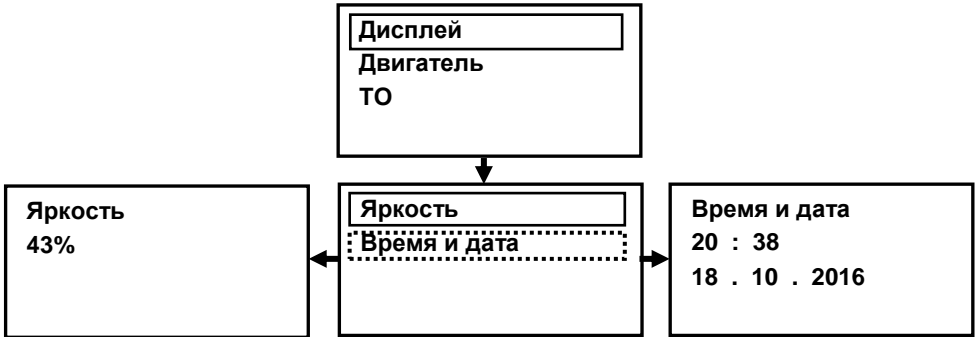 Дисплей
Двигатель
ТО
Яркость
43%
Яркость
Время и дата
Время и дата
20 : 38
18 . 10 . 2016